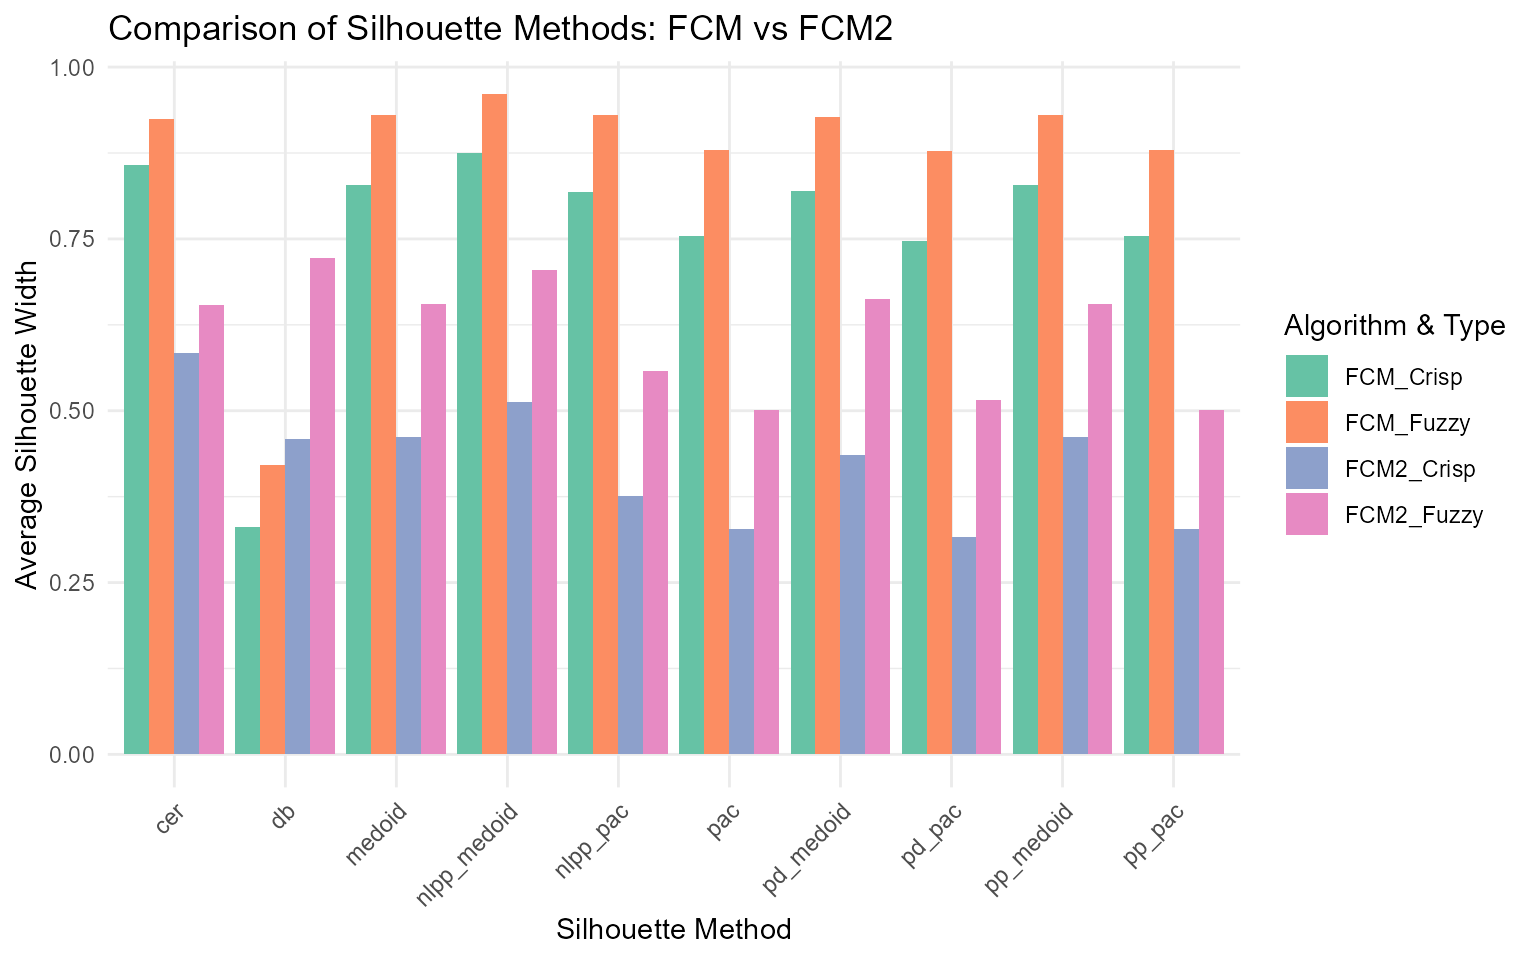 Comparison of Silhouette Methods: FCM vs FCM2
Average Silhouette Width
1.00
0.75
0.50
0.25
0.00
cer
db
medoid
nlpp_medoid
nlpp_pac
pac
pd_medoid
pd_pac
pp_medoid
pp_pac
Silhouette Method
Algorithm & Type
FCM_Crisp
FCM_Fuzzy
FCM2_Crisp
FCM2_Fuzzy